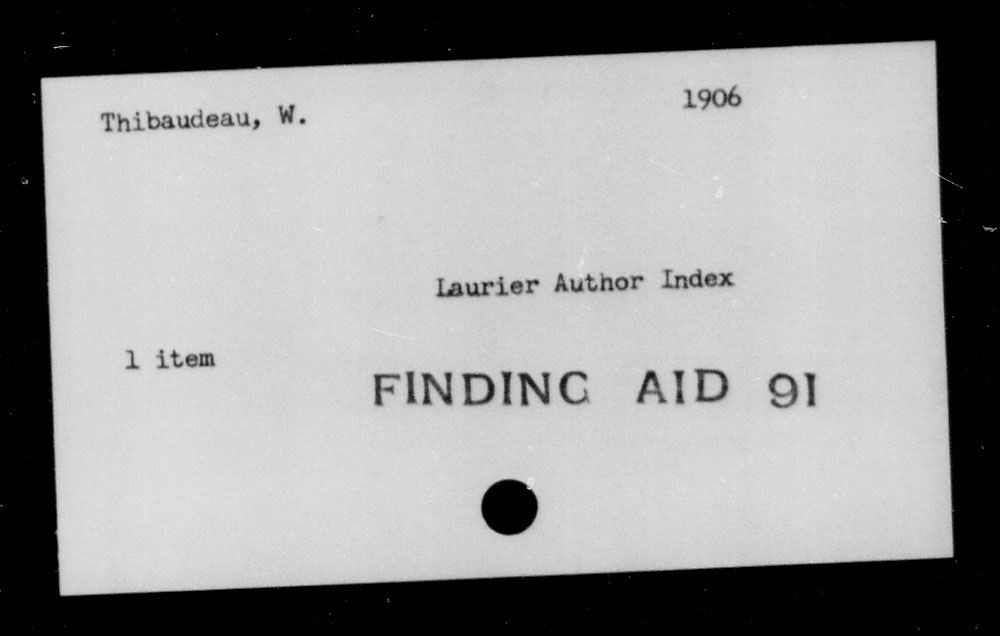 Thibaudeau, W. 1906
Laurier Author Index
1 item
FINDING AID 91